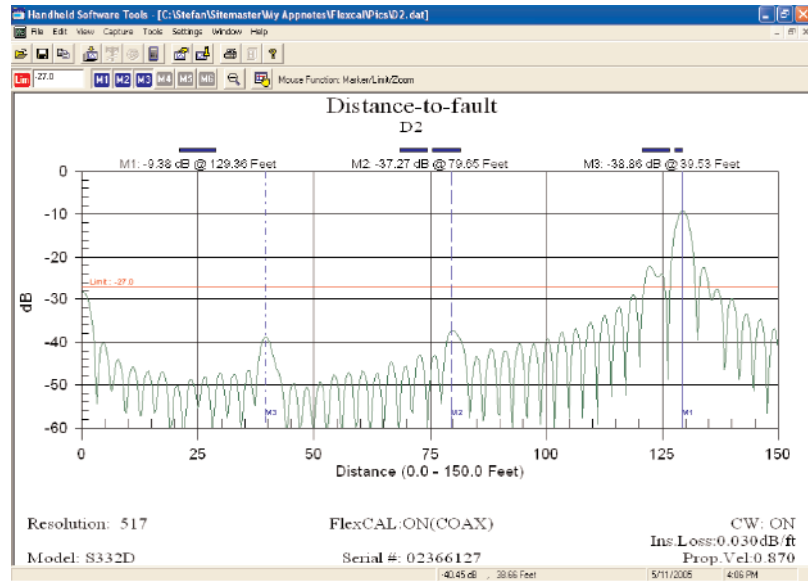 Handheld Software Tools - [C:\Stefan\Sitemaster\My Appnotes\Flexcal\Pics\D2.dat]
File Edit View Capture Tools Settings Window Help
Lim -27.0 M1 M2 M3 M4 M5 M6 Mouse Function: Marker/Limit/Zoom
Distance-to-fault
D2
M1: -9.38 dB @ 129.36 Feet M2: -37.27 dB @ 79.65 Feet M3: -38.86 dB @ 39.53 Feet
0
-10
-20
Limit : -27.0
-30
dB
-40
-50
M3 M2 M1
-60
0 25 50 75 100 125 150
Distance (0.0 - 150.0 Feet)
Resolution: 517 FlexCAL:ON(COAX) CW: ON
Ins.Loss:0.030dB/ft
Model: S332D Serial #: 02366127 Prop.Vel:0.870
-40.45 dB , 38.66 Feet 5/11/2005 4:06 PM